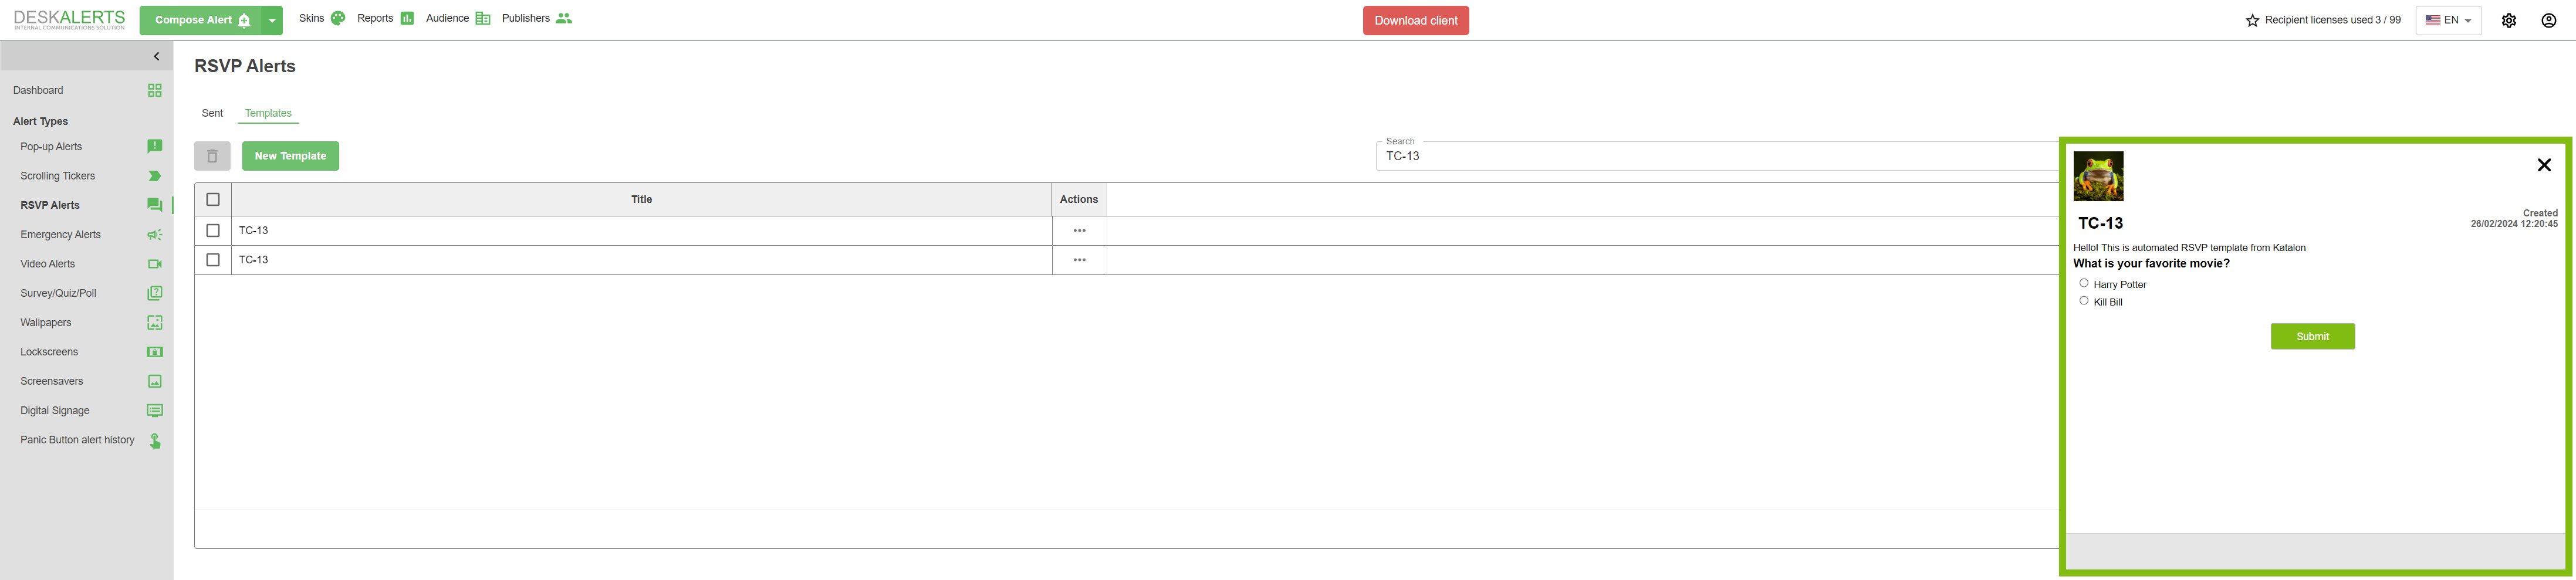 DESKALERTS
INTERNAL COMMUNICATIONS SOLUTION
Compose Alert
Skins
Reports
Audience
Publishers
Download client
Recipient licenses used 3 / 99
EN
Dashboard
Alert Types
Pop-up Alerts
Scrolling Tickers
RSVP Alerts
Emergency Alerts
Video Alerts
Survey/Quiz/Poll
Wallpapers
Lockscreens
Screensavers
Digital Signage
Panic Button alert history
RSVP Alerts
Sent
Templates
New Template
Search
TC-13
Title
Actions
TC-13
TC-13
TC-13
Created
26/02/2024 12:20:45
Hello! This is automated RSVP template from Katalon
What is your favorite movie?
Harry Potter
Kill Bill
Submit